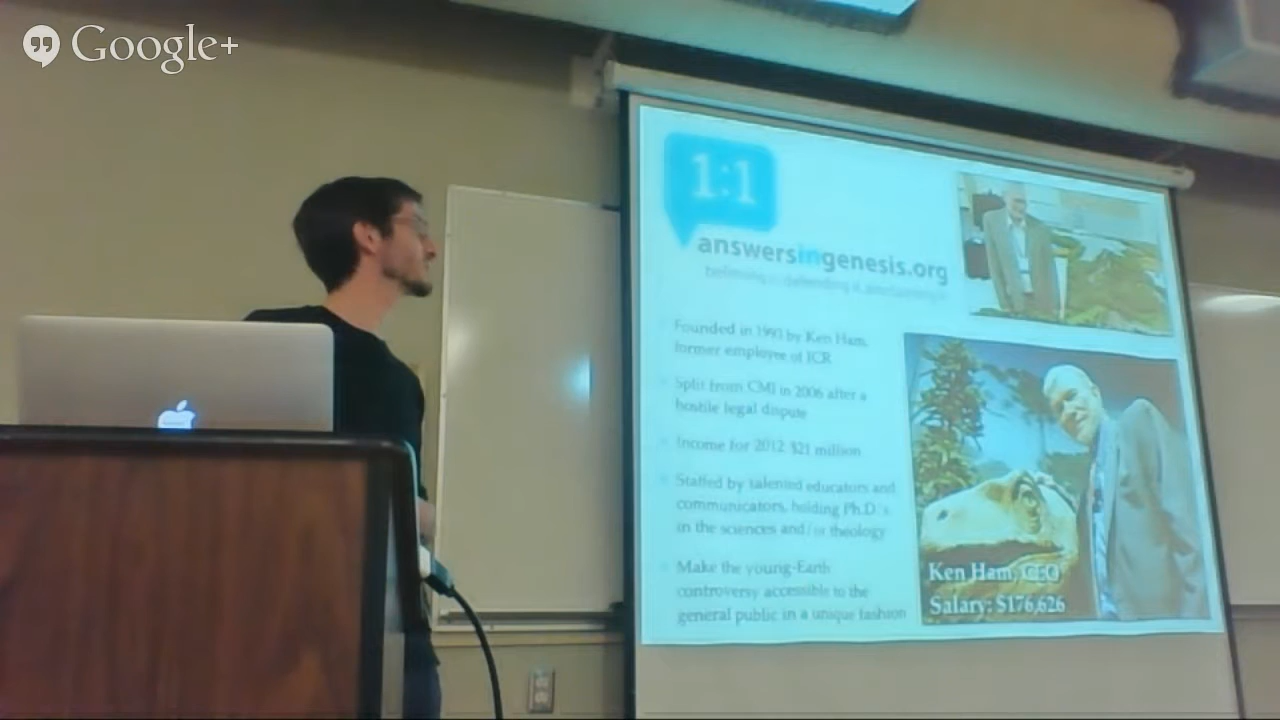 Google+
1:1
answersingenesis.org
Founded in 1993 by Ken Ham,
former employee of ICR
Split from CMI in 2006 after a
hostile legal dispute
Income for 2012: $21 million
Staffed by talented educators and
communicators, holding Ph.D.'s
in the sciences and/or theology
Make the young-Earth
controversy accessible to the
general public in a unique fashion
Ken Ham, CEO
Salary: $176,626